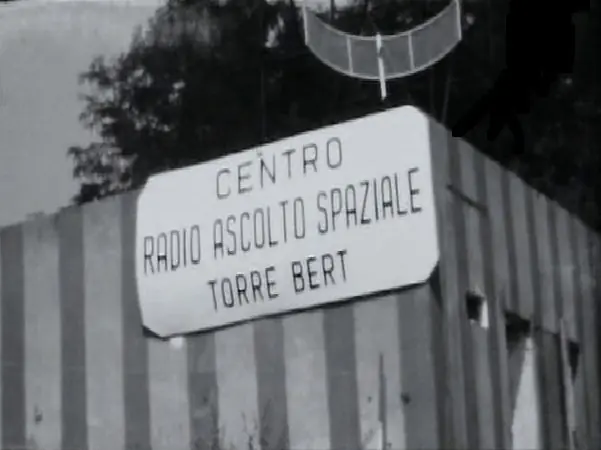 CENTRO
RADIO ASCOLTO SPAZIALE
TORRE BERT